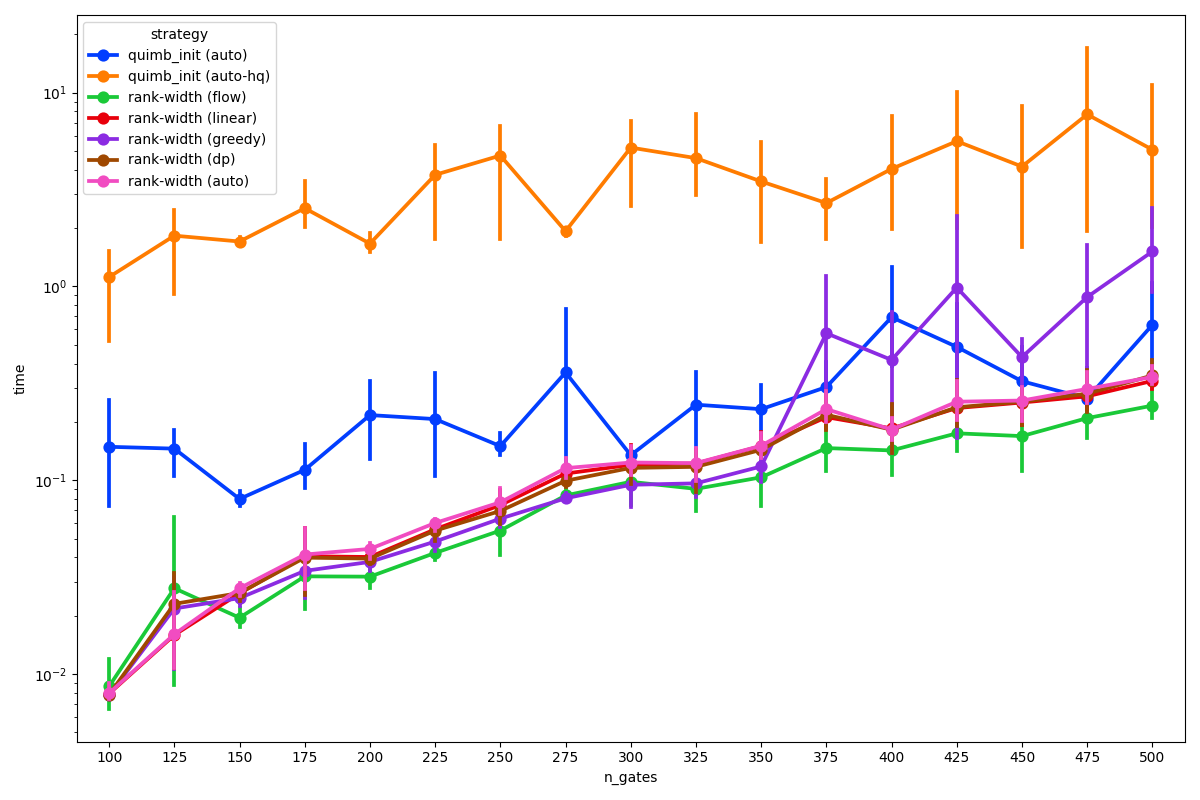 strategy
quimb_init (auto)
quimb_init (auto-hq)
rank-width (flow)
rank-width (linear)
rank-width (greedy)
rank-width (dp)
rank-width (auto)
10¹
10⁰
10⁻¹
10⁻²
time
100 125 150 175 200 225 250 275 300 325 350 375 400 425 450 475 500
n_gates